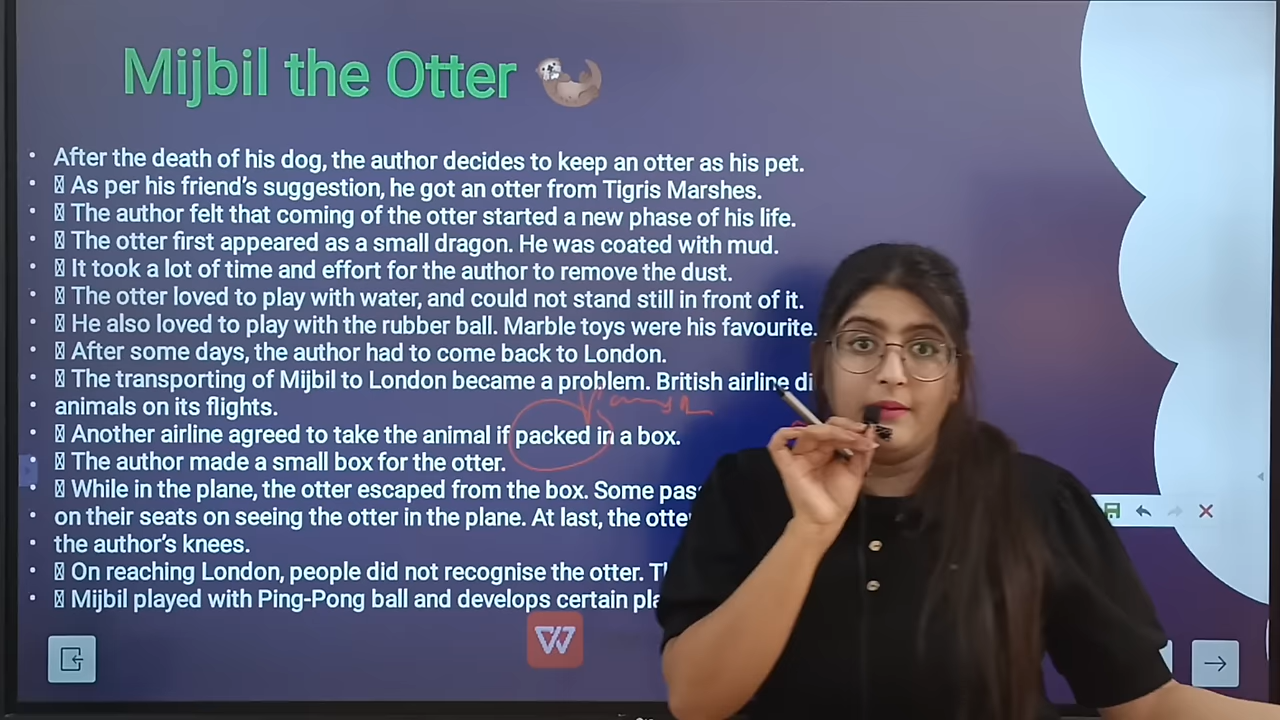 Mijbil the Otter
• After the death of his dog, the author decides to keep an otter as his pet.
• As per his friend's suggestion, he got an otter from Tigris Marshes.
• The author felt that coming of the otter started a new phase of his life.
• The otter first appeared as a small dragon. He was coated with mud.
• It took a lot of time and effort for the author to remove the dust.
• The otter loved to play with water, and could not stand still in front of it.
• He also loved to play with the rubber ball. Marble toys were his favourite.
• After some days, the author had to come back to London.
• The transporting of Mijbil to London became a problem. British airline
• animals on its flights.
• Another airline agreed to take the animal if packed in a box.
• The author made a small box for the otter.
• While in the plane, the otter escaped from the box. Some
• on their seats on seeing the otter in the plane. At last, the
• the author's knees.
• On reaching London, people did not recognise the otter.
• Mijbil played with Ping-Pong ball and develops certain